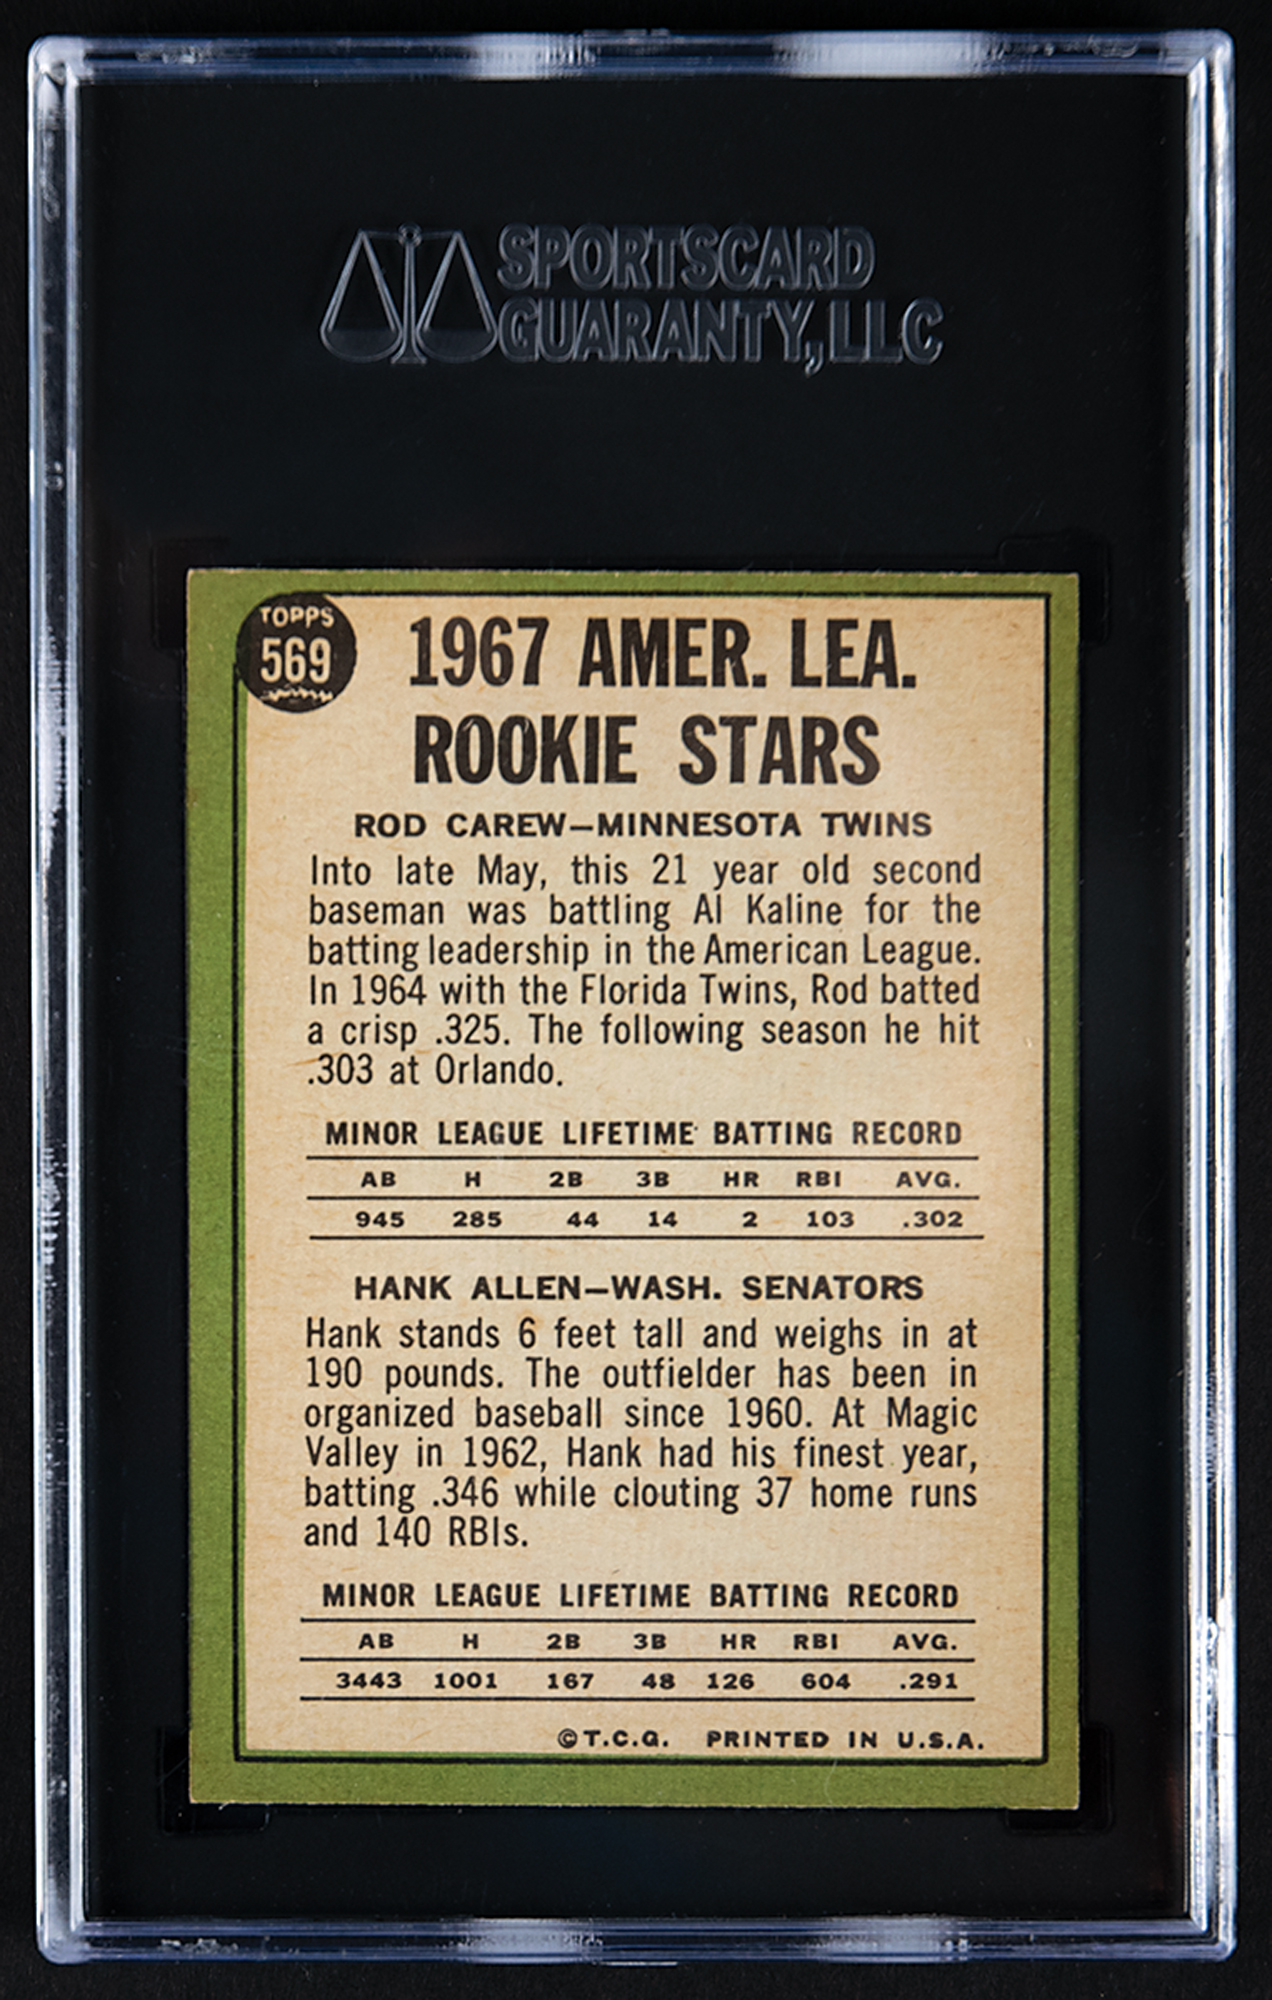 SPORTSCARD
GUARANTY, LLC
TOPPS
569
1967 AMER. LEA.
ROOKIE STARS
ROD CAREW—MINNESOTA TWINS
Into late May, this 21 year old second
baseman was battling Al Kaline for the
batting leadership in the American League.
In 1964 with the Florida Twins, Rod batted
a crisp .325. The following season he hit
.303 at Orlando.
MINOR LEAGUE LIFETIME BATTING RECORD
AB H 2B 3B HR RBI AVG.
945 285 44 14 2 103 .302
HANK ALLEN—WASH. SENATORS
Hank stands 6 feet tall and weighs in at
190 pounds. The outfielder has been in
organized baseball since 1960. At Magic
Valley in 1962, Hank had his finest year,
batting .346 while clouting 37 home runs
and 140 RBIs.
MINOR LEAGUE LIFETIME BATTING RECORD
AB H 2B 3B HR RBI AVG.
3443 1001 167 48 126 604 .291
©T.C.G. PRINTED IN U.S.A.